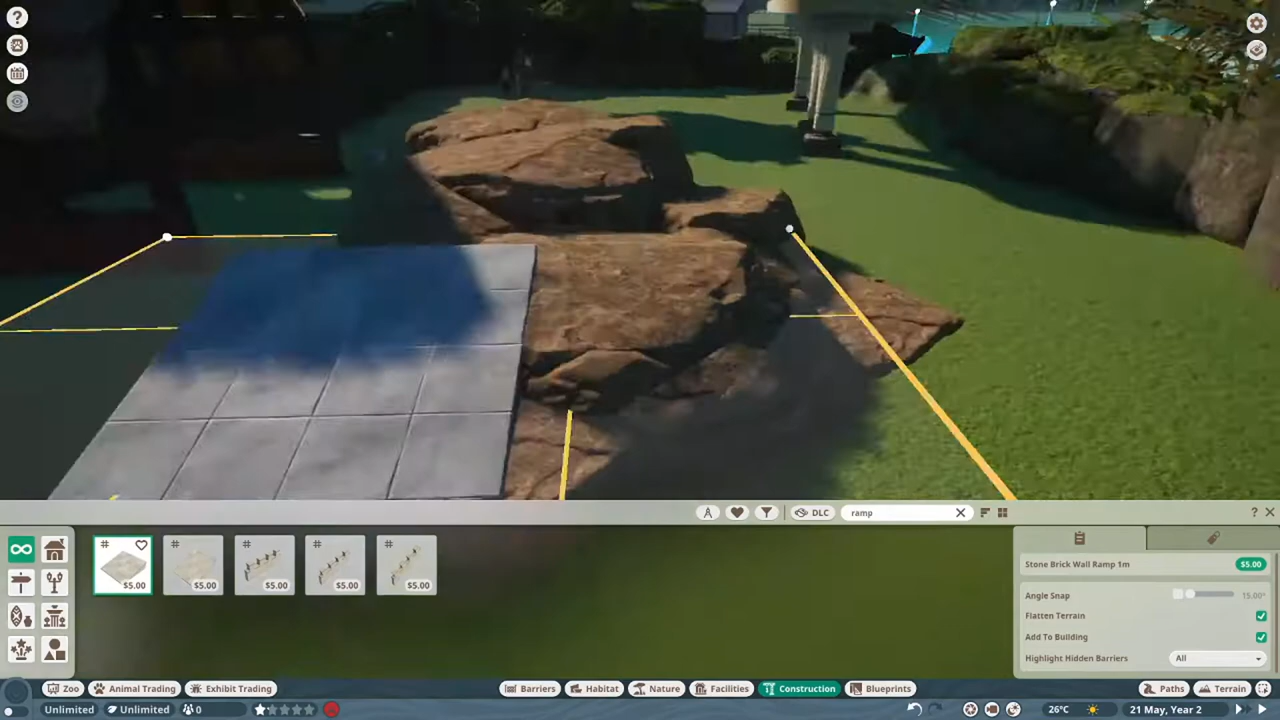 ?
DLC
ramp
?
$5.00
$5.00
$5.00
$5.00
$5.00
Stone Brick Wall Ramp 1m
$5.00
Angle Snap
15.00°
Flatten Terrain
Add To Building
Highlight Hidden Barriers
All
Zoo
Animal Trading
Exhibit Trading
Barriers
Habitat
Nature
Facilities
Construction
Blueprints
Paths
Terrain
Unlimited
Unlimited
0
26°C
21 May, Year 2